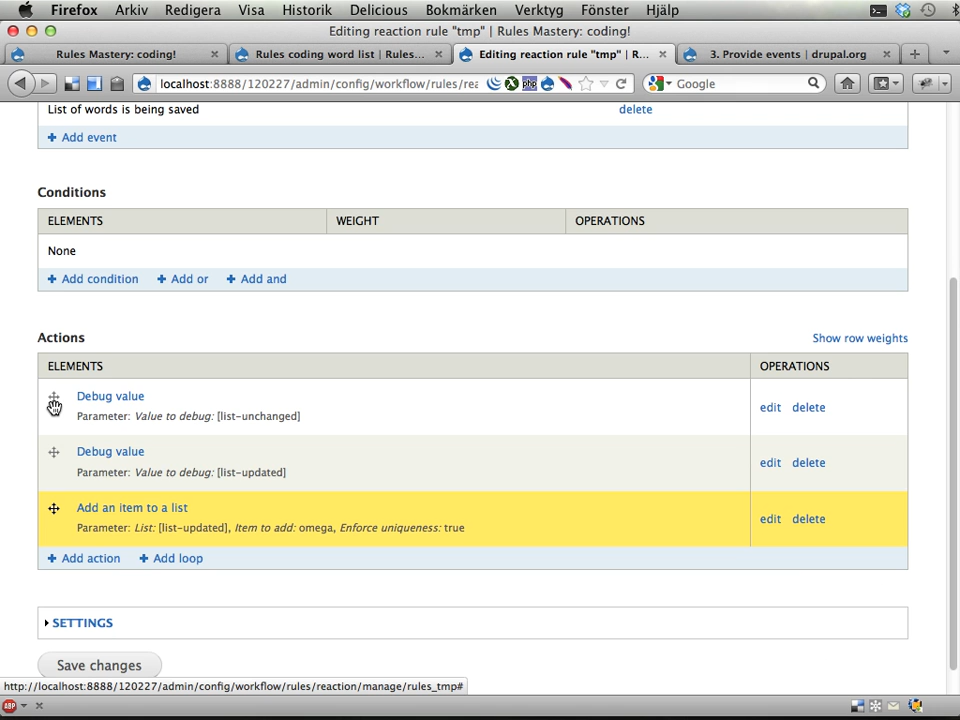 Firefox Arkiv Redigera Visa Historik Delicious Bokmärken Verktyg Fönster Hjälp
Editing reaction rule "tmp" | Rules Mastery: coding!
Rules Mastery: coding! Rules coding word list | Rules... Editing reaction rule "tmp" | R... 3. Provide events | drupal.org
localhost:8888/120227/admin/config/workflow/rules/rea php Google
List of words is being saved delete
Add event
Conditions
ELEMENTS WEIGHT OPERATIONS
None
Add condition Add or Add and
Actions Show row weights
ELEMENTS OPERATIONS
Debug value
Parameter: Value to debug: [list-unchanged] edit delete
Debug value
Parameter: Value to debug: [list-updated] edit delete
Add an item to a list
Parameter: List: [list-updated], Item to add: omega, Enforce uniqueness: true edit delete
Add action Add loop
SETTINGS
Save changes
http://localhost:8888/120227/admin/config/workflow/rules/reaction/manage/rules_tmp#
ABP